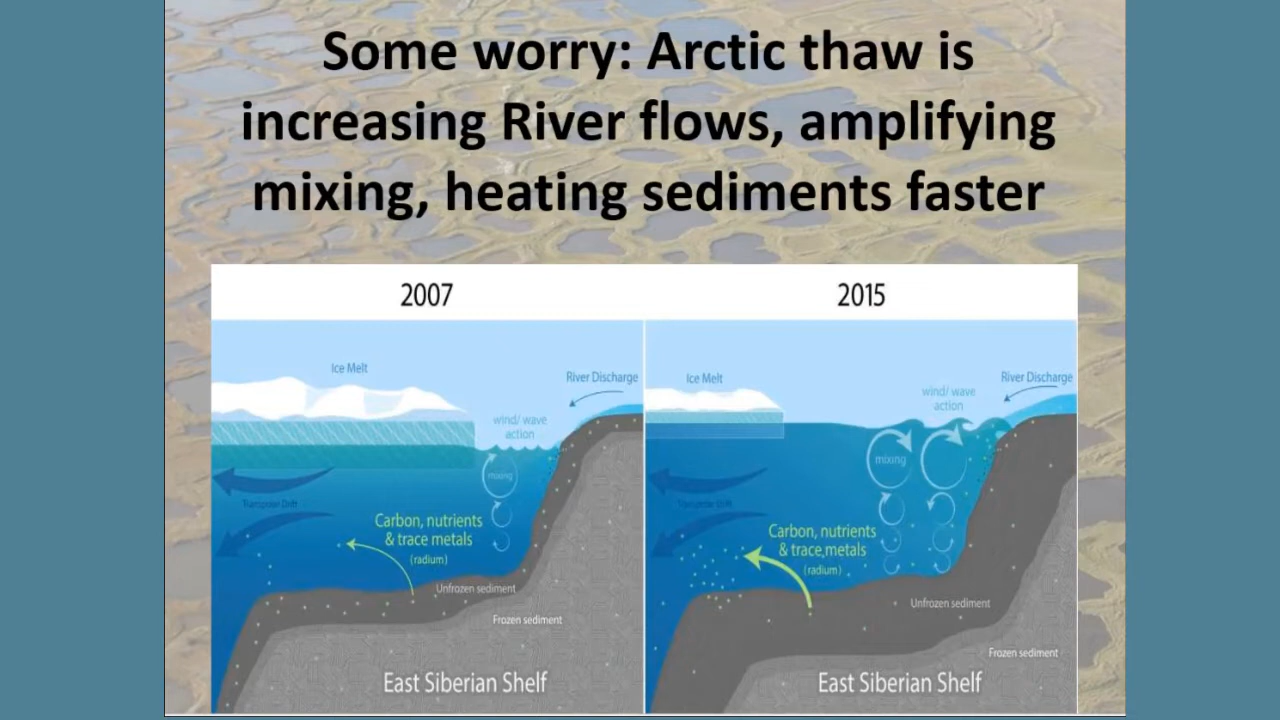 Some worry: Arctic thaw is
increasing River flows, amplifying
mixing, heating sediments faster
2007
Ice Melt
River Discharge
wind/ wave
action
mixing
Carbon, nutrients
& trace metals
(radium)
Unfrozen sediment
Frozen sediment
East Siberian Shelf
2015
Ice Melt
River Discharge
wind/ wave
action
mixing
Carbon, nutrients
& trace metals
(radium)
Unfrozen sediment
Frozen sediment
East Siberian Shelf